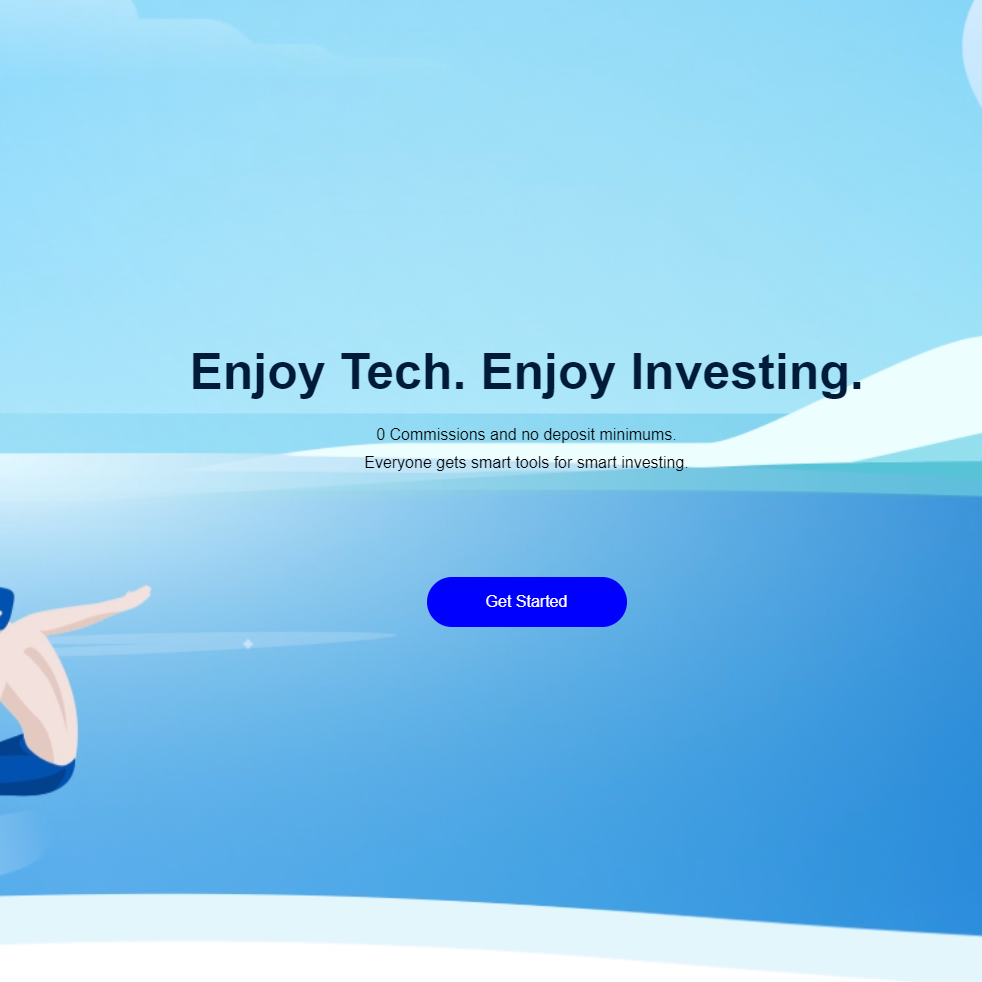 Enjoy Tech. Enjoy Investing.
0 Commissions and no deposit minimums.
Everyone gets smart tools for smart investing.
Get Started